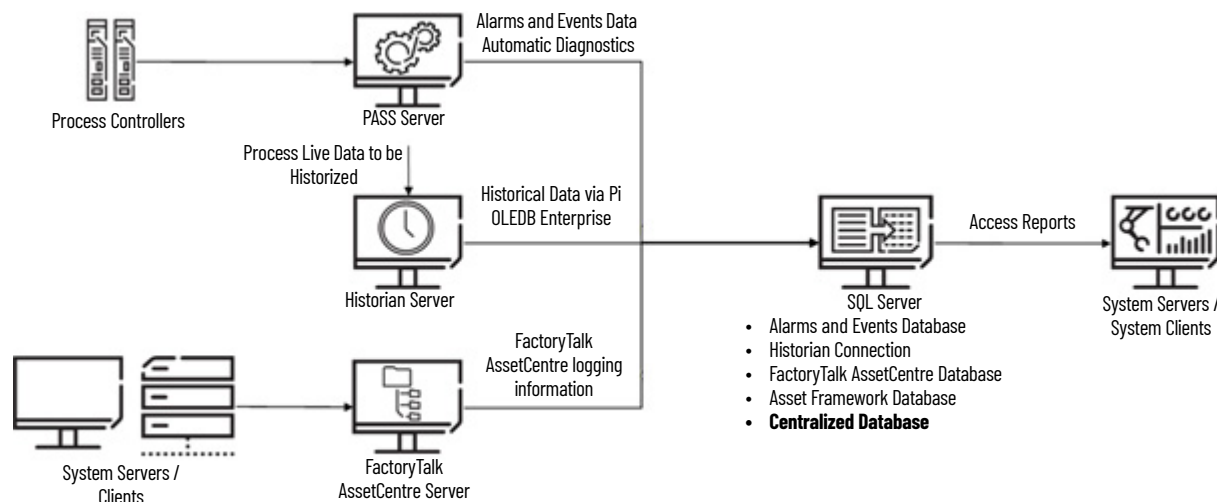 Process Controllers
Alarms and Events Data
Automatic Diagnostics
PASS Server
Process Live Data to be
Historized
Historical Data via Pi
OLEDB Enterprise
Historian Server
FactoryTalk
AssetCentre logging
information
System Servers /
Clients
FactoryTalk
AssetCentre Server
SQL Server
• Alarms and Events Database
• Historian Connection
• FactoryTalk AssetCentre Database
• Asset Framework Database
• Centralized Database
Access Reports
System Servers /
System Clients